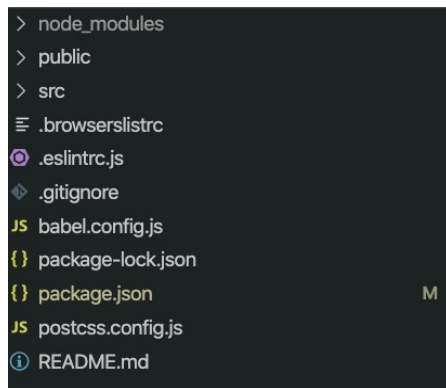 > node_modules
> public
> src
.browserslistrc
.eslintrc.js
.gitignore
JS babel.config.js
{} package-lock.json
{} package.json M
JS postcss.config.js
README.md